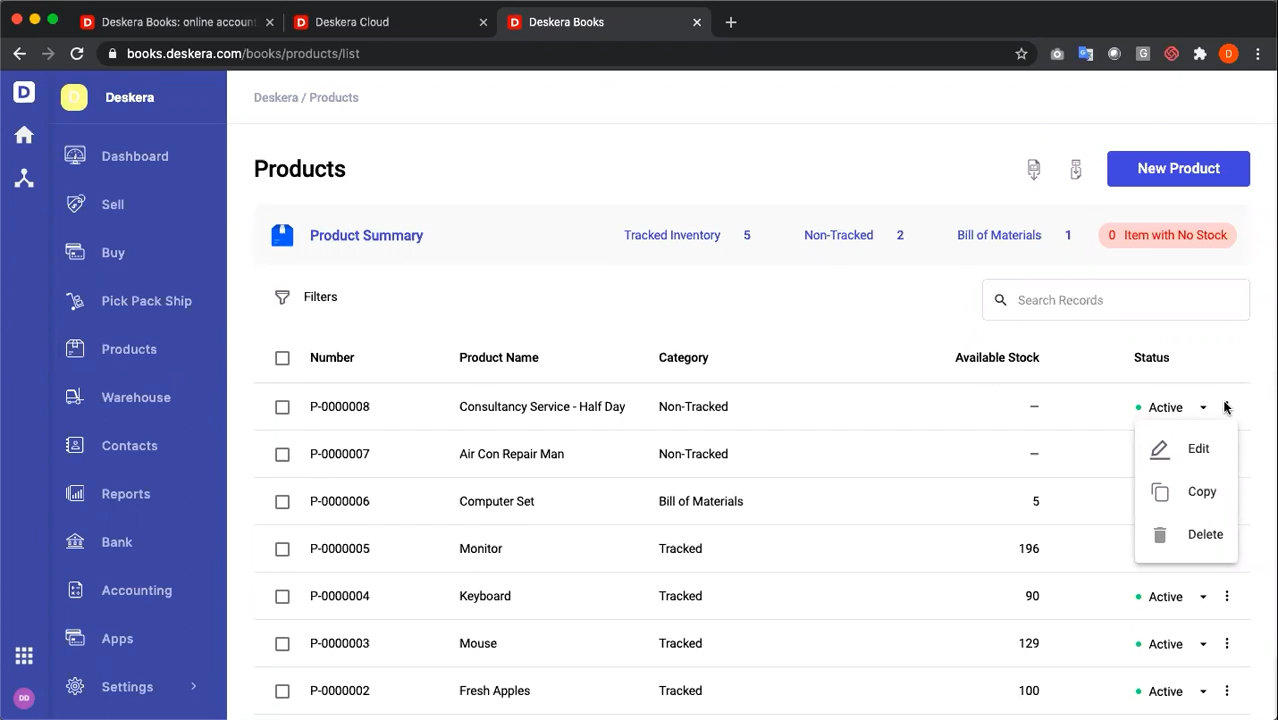 Deskera Books: online accoun
Deskera Cloud
Deskera Books
books.deskera.com/books/products/list
G
D
D
D
Deskera
Dashboard
Sell
Buy
Pick Pack Ship
Products
Warehouse
Contacts
Reports
Bank
Accounting
Apps
Settings
DD
Deskera / Products
Products
New Product
Product Summary
Tracked Inventory 5 Non-Tracked 2 Bill of Materials 1 0 Item with No Stock
Filters
Search Records
Number Product Name Category Available Stock Status
P-0000008 Consultancy Service - Half Day Non-Tracked – Active
P-0000007 Air Con Repair Man Non-Tracked –
P-0000006 Computer Set Bill of Materials 5
P-0000005 Monitor Tracked 196
P-0000004 Keyboard Tracked 90 Active
P-0000003 Mouse Tracked 129 Active
P-0000002 Fresh Apples Tracked 100 Active
Edit
Copy
Delete